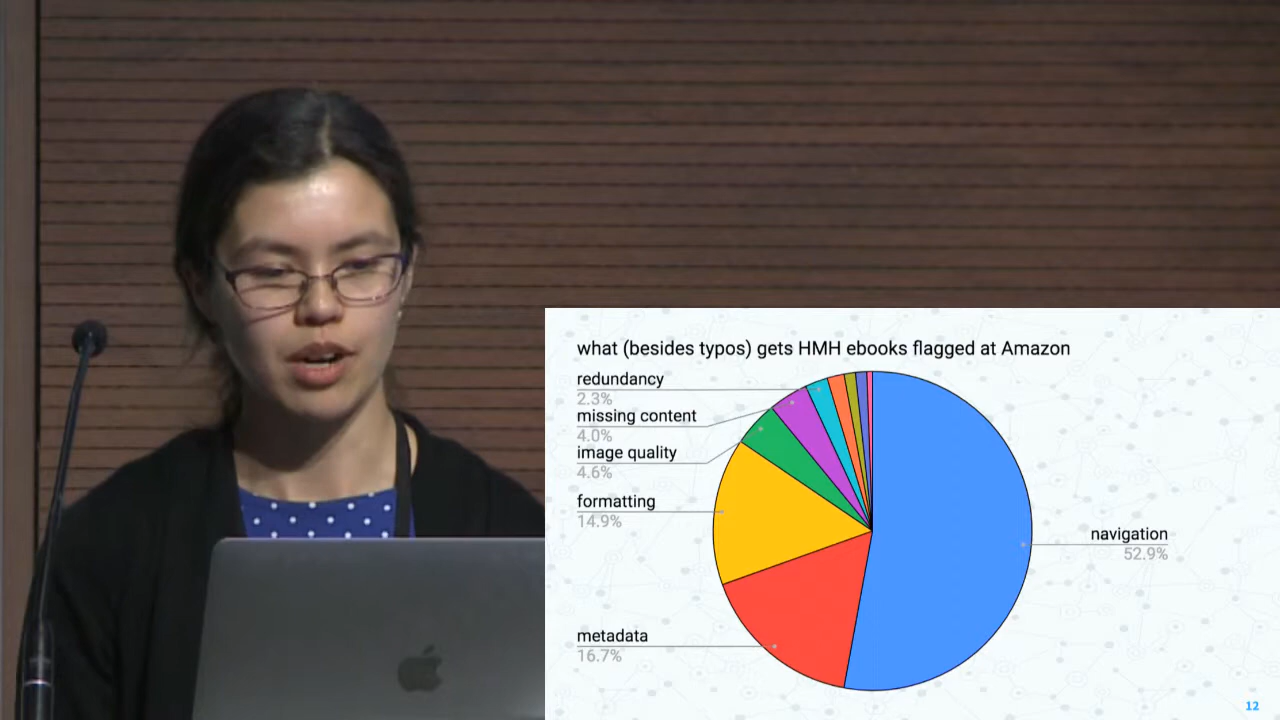 what (besides typos) gets HMH ebooks flagged at Amazon
redundancy
2.3%
missing content
4.0%
image quality
4.6%
formatting
14.9%
metadata
16.7%
navigation
52.9%
12